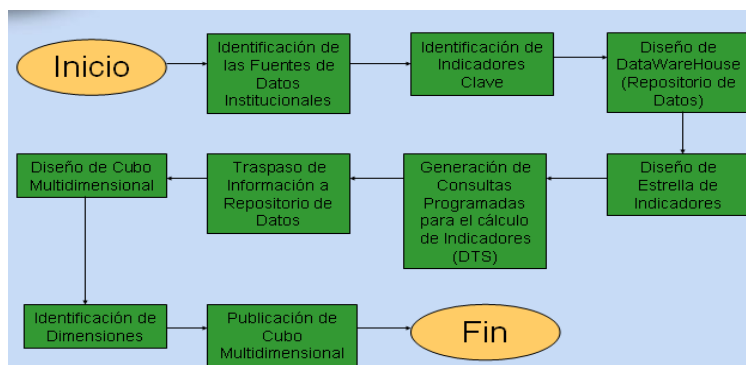 Inicio
Identificación de
las Fuentes de
Datos
Institucionales
Identificación de
Indicadores
Clave
Diseño de
DataWareHouse
(Repositorio de
Datos)
Diseño de
Estrella de
Indicadores
Generación de
Consultas
Programadas
para el cálculo
de Indicadores
(DTS)
Traspaso de
Información a
Repositorio de
Datos
Diseño de Cubo
Multidimensional
Identificación de
Dimensiones
Publicación de
Cubo
Multidimensional
Fin